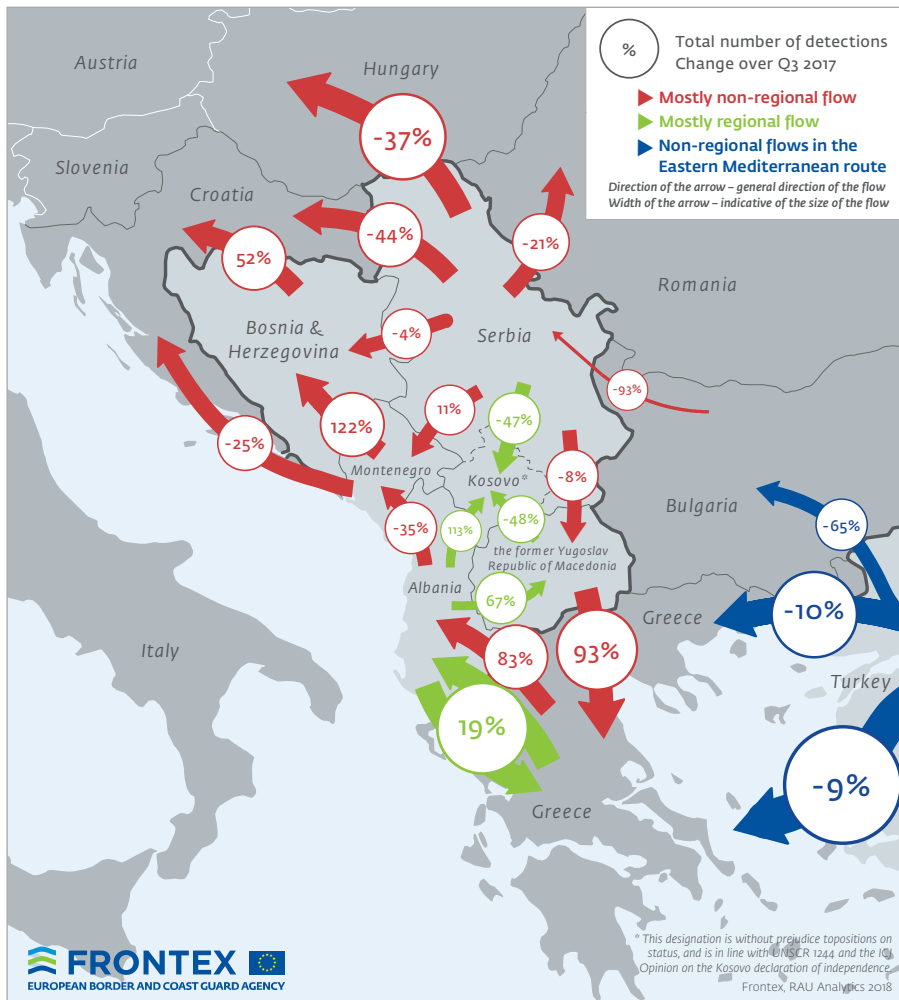 %
Total number of detections
Change over Q3 2017
Mostly non-regional flow
Mostly regional flow
Non-regional flows in the
Eastern Mediterranean route
Direction of the arrow – general direction of the flow
Width of the arrow – indicative of the size of the flow
Austria
Hungary
-37%
Slovenia
Croatia
-44%
-21%
52%
Romania
Bosnia &
Herzegovina
-4%
Serbia
-93%
11%
-47%
122%
-25%
Montenegro
Kosovo*
-8%
Bulgaria
-35%
113%
-48%
-65%
the former Yugoslav
Republic of Macedonia
Albania
67%
Greece
-10%
Italy
83%
93%
Turkey
19%
-9%
Greece
* This designation is without prejudice topositions on
status, and is in line with UNSCR 1244 and the ICJ
Opinion on the Kosovo declaration of independence.
Frontex, RAU Analytics 2018
FRONTEX
EUROPEAN BORDER AND COAST GUARD AGENCY